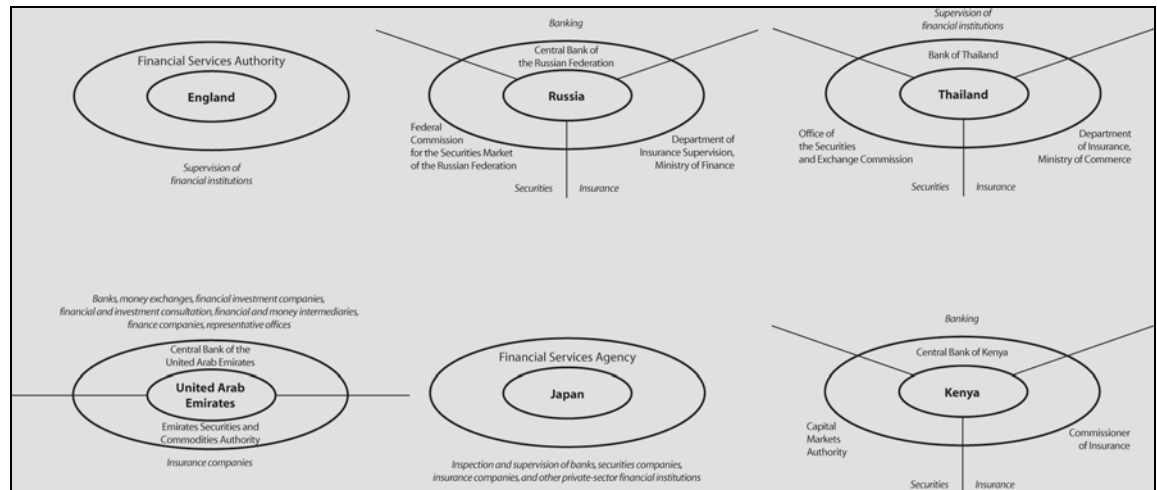 Financial Services Authority
England
Supervision of
financial institutions
Banking
Central Bank of
the Russian Federation
Russia
Federal
Commission
for the Securities Market
of the Russian Federation
Department of
Insurance Supervision,
Ministry of Finance
Securities
Insurance
Supervision of
financial institutions
Bank of Thailand
Thailand
Office of
the Securities
and Exchange Commission
Department
of Insurance,
Ministry of Commerce
Securities
Insurance
Banks, money exchanges, financial investment companies,
financial and investment consultation, financial and money intermediaries,
finance companies, representative offices
Central Bank of the
United Arab Emirates
United Arab
Emirates
Emirates Securities and
Commodities Authority
Insurance companies
Financial Services Agency
Japan
Inspection and supervision of banks, securities companies,
insurance companies, and other private-sector financial institutions
Banking
Central Bank of Kenya
Kenya
Capital
Markets
Authority
Commissioner
of Insurance
Securities
Insurance